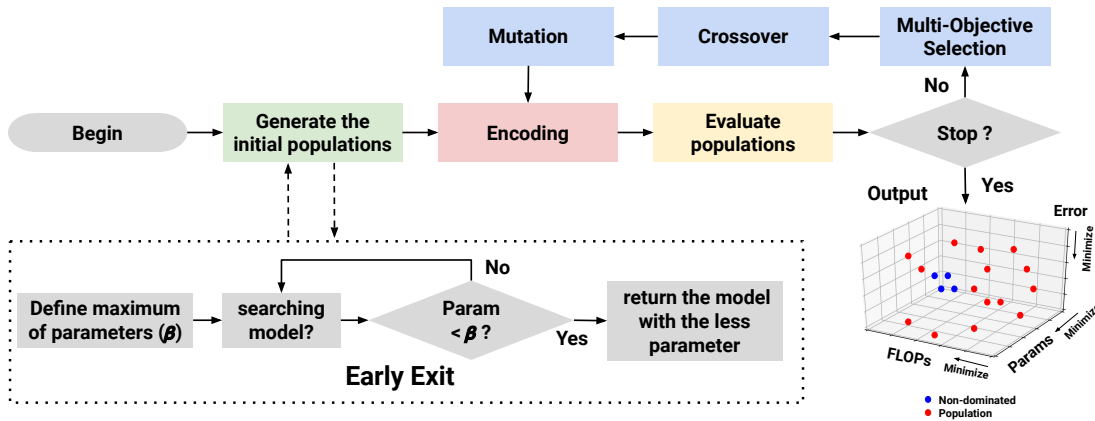 Mutation
Crossover
Multi-Objective
Selection
No
Begin
Generate the
initial populations
Encoding
Evaluate
populations
Stop ?
Yes
Output
Error
Minimize
FLOPs
Minimize
Params
Minimize
Non-dominated
Population
No
Define maximum
of parameters (β)
searching
model?
Param
< β ?
Yes
return the model
with the less
parameter
Early Exit